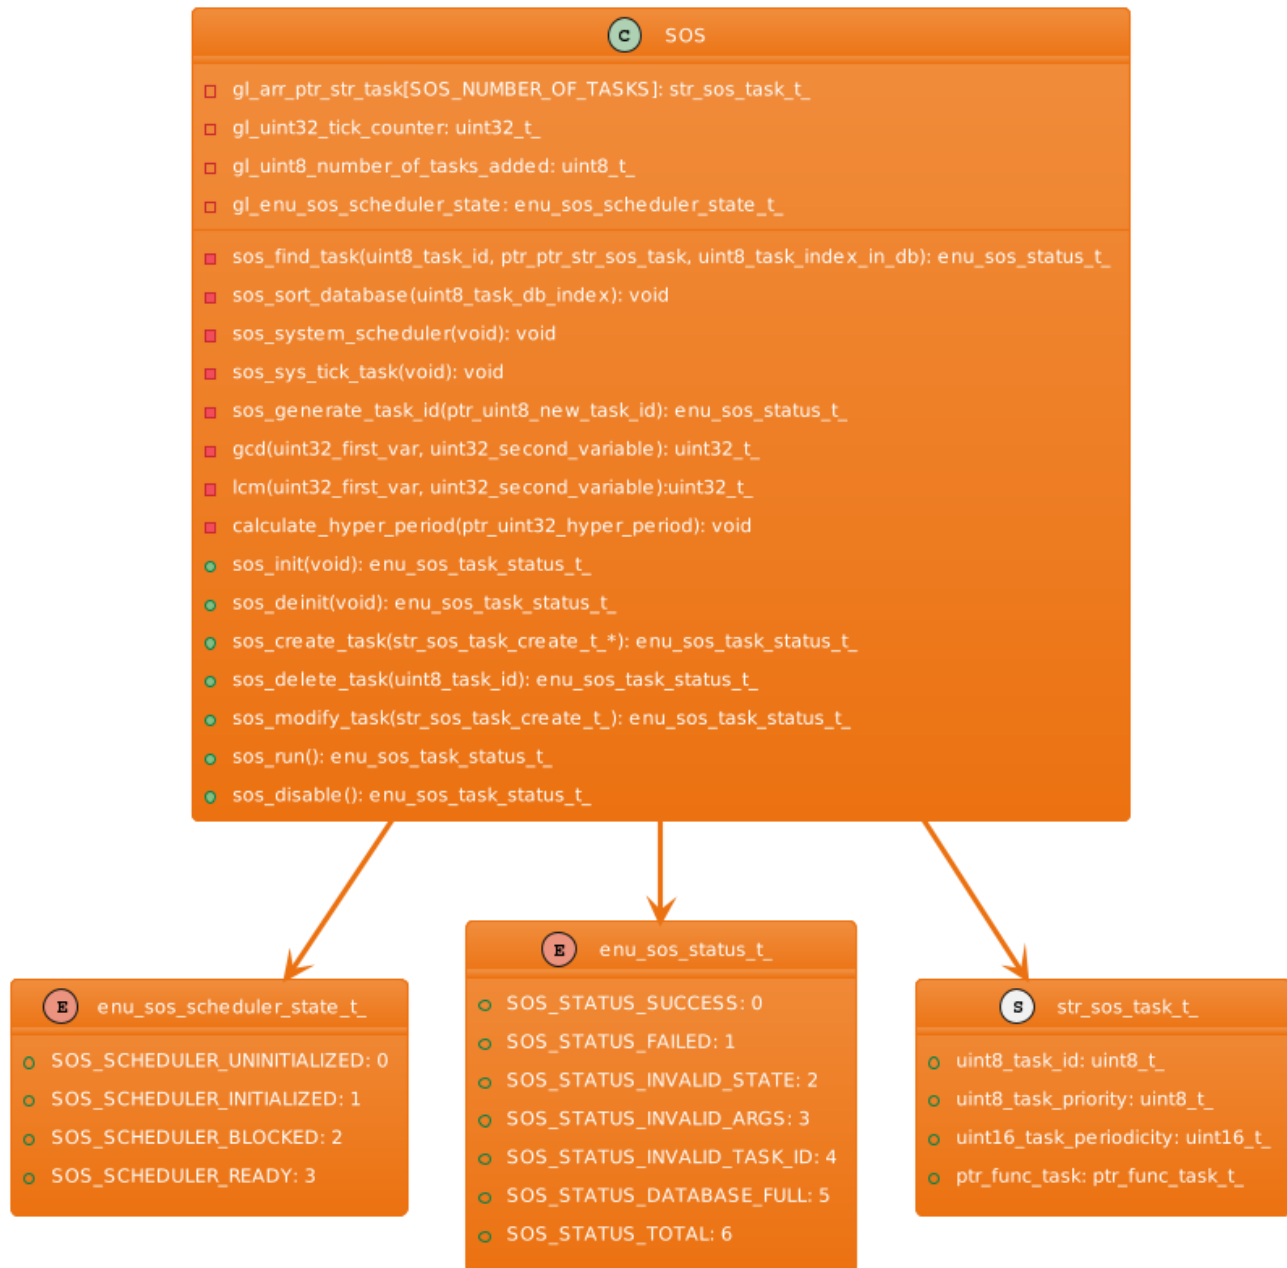 C SOS
gl_arr_ptr_str_task[SOS_NUMBER_OF_TASKS]: str_sos_task_t_
gl_uint32_tick_counter: uint32_t_
gl_uint8_number_of_tasks_added: uint8_t_
gl_enu_sos_scheduler_state: enu_sos_scheduler_state_t_
sos_find_task(uint8_task_id, ptr_ptr_str_sos_task, uint8_task_index_in_db): enu_sos_status_t_
sos_sort_database(uint8_task_db_index): void
sos_system_scheduler(void): void
sos_sys_tick_task(void): void
sos_generate_task_id(ptr_uint8_new_task_id): enu_sos_status_t_
gcd(uint32_first_var, uint32_second_variable): uint32_t_
lcm(uint32_first_var, uint32_second_variable):uint32_t_
calculate_hyper_period(ptr_uint32_hyper_period): void
sos_init(void): enu_sos_task_status_t_
sos_deinit(void): enu_sos_task_status_t_
sos_create_task(str_sos_task_create_t_*): enu_sos_task_status_t_
sos_delete_task(uint8_task_id): enu_sos_task_status_t_
sos_modify_task(str_sos_task_create_t_): enu_sos_task_status_t_
sos_run(): enu_sos_task_status_t_
sos_disable(): enu_sos_task_status_t_
E enu_sos_scheduler_state_t_
SOS_SCHEDULER_UNINITIALIZED: 0
SOS_SCHEDULER_INITIALIZED: 1
SOS_SCHEDULER_BLOCKED: 2
SOS_SCHEDULER_READY: 3
E enu_sos_status_t_
SOS_STATUS_SUCCESS: 0
SOS_STATUS_FAILED: 1
SOS_STATUS_INVALID_STATE: 2
SOS_STATUS_INVALID_ARGS: 3
SOS_STATUS_INVALID_TASK_ID: 4
SOS_STATUS_DATABASE_FULL: 5
SOS_STATUS_TOTAL: 6
S str_sos_task_t_
uint8_task_id: uint8_t_
uint8_task_priority: uint8_t_
uint16_task_periodicity: uint16_t_
ptr_func_task: ptr_func_task_t_